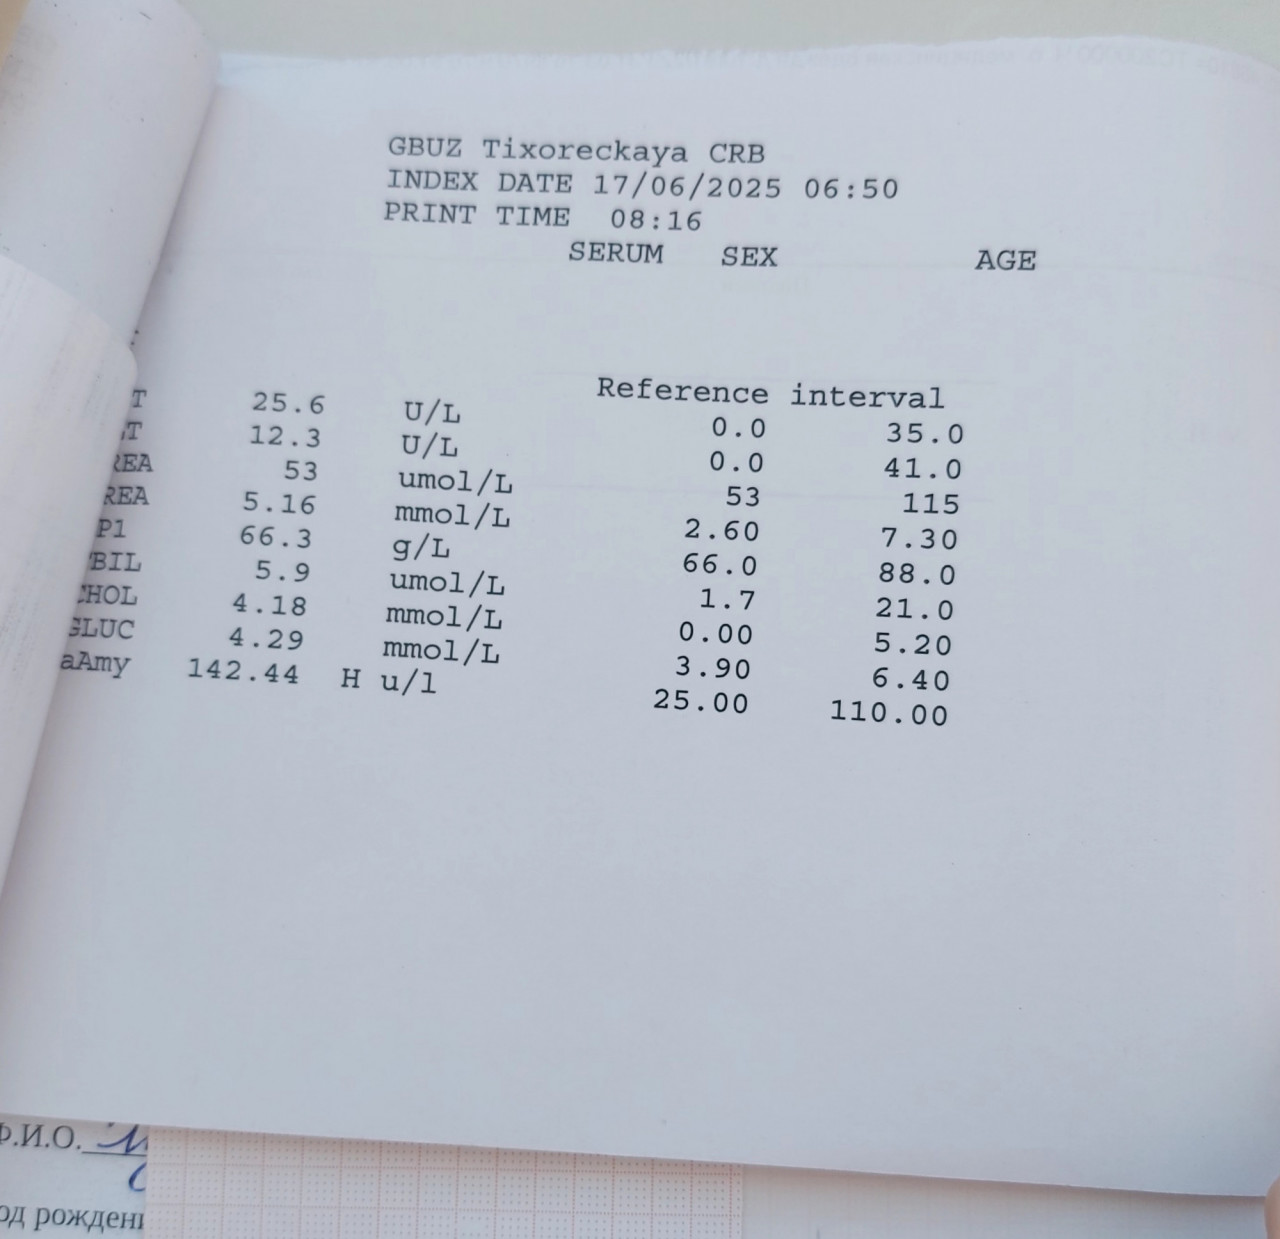 GBUZ Tixoreckaya CRB
INDEX DATE 17/06/2025 06:50
PRINT TIME 08:16
SERUM SEX AGE
Reference interval
T 25.6 U/L 0.0 35.0
T 12.3 U/L 0.0 41.0
REA 53 umol/L 53 115
REA 5.16 mmol/L 2.60 7.30
P1 66.3 g/L 66.0 88.0
BIL 5.9 umol/L 1.7 21.0
CHOL 4.18 mmol/L 0.00 5.20
GLUC 4.29 mmol/L 3.90 6.40
aAmy 142.44 H u/l 25.00 110.00
Ф.И.О.
од рождени